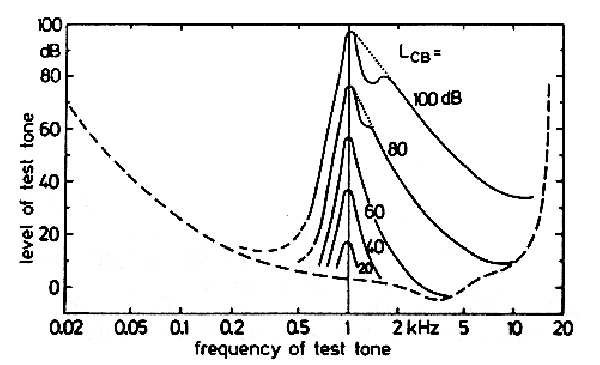 100
dB
80
60
40
20
0
level of test tone
L CB =
100 dB
80
60
40
20
0.02 0.05 0.1 0.2 0.5 1 2 kHz 5 10 20
frequency of test tone